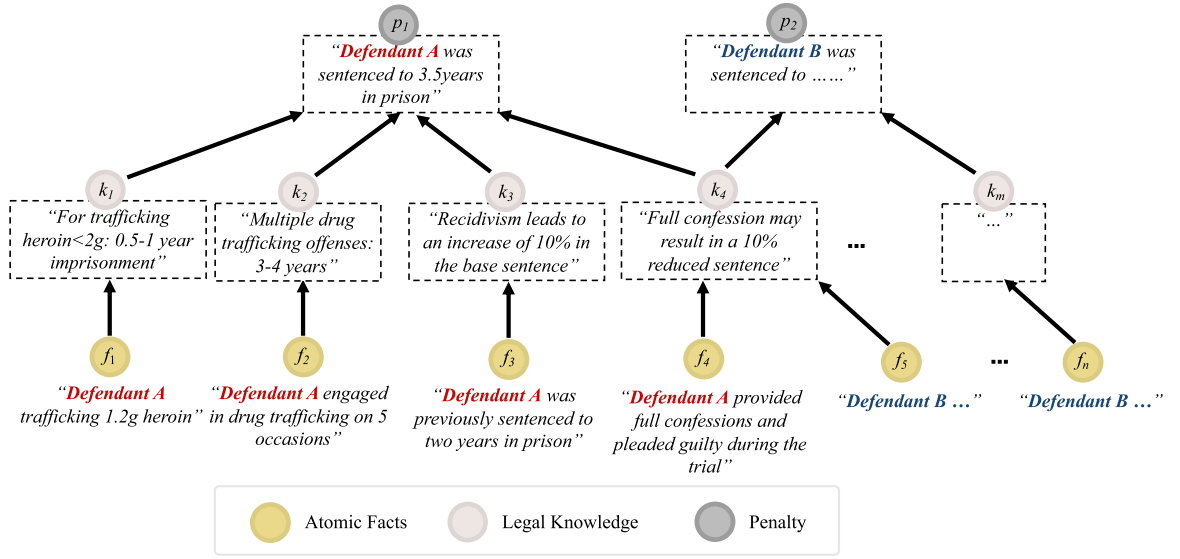 p1
p2
“Defendant A was
sentenced to 3.5years
in prison”
“Defendant B was
sentenced to ……”
k1
k2
k3
k4
km
“For trafficking
heroin<2g: 0.5-1 year
imprisonment”
“Multiple drug
trafficking offenses:
3-4 years”
“Recidivism leads to
an increase of 10% in
the base sentence”
“Full confession may
result in a 10%
reduced sentence”
...
“...”
f1
f2
f3
f4
f5
...
fn
“Defendant A
trafficking 1.2g heroin”
“Defendant A engaged
in drug trafficking on 5
occasions”
“Defendant A was
previously sentenced to
two years in prison”
“Defendant A provided
full confessions and
pleaded guilty during the
trial”
“Defendant B …”
“Defendant B …”
Atomic Facts
Legal Knowledge
Penalty